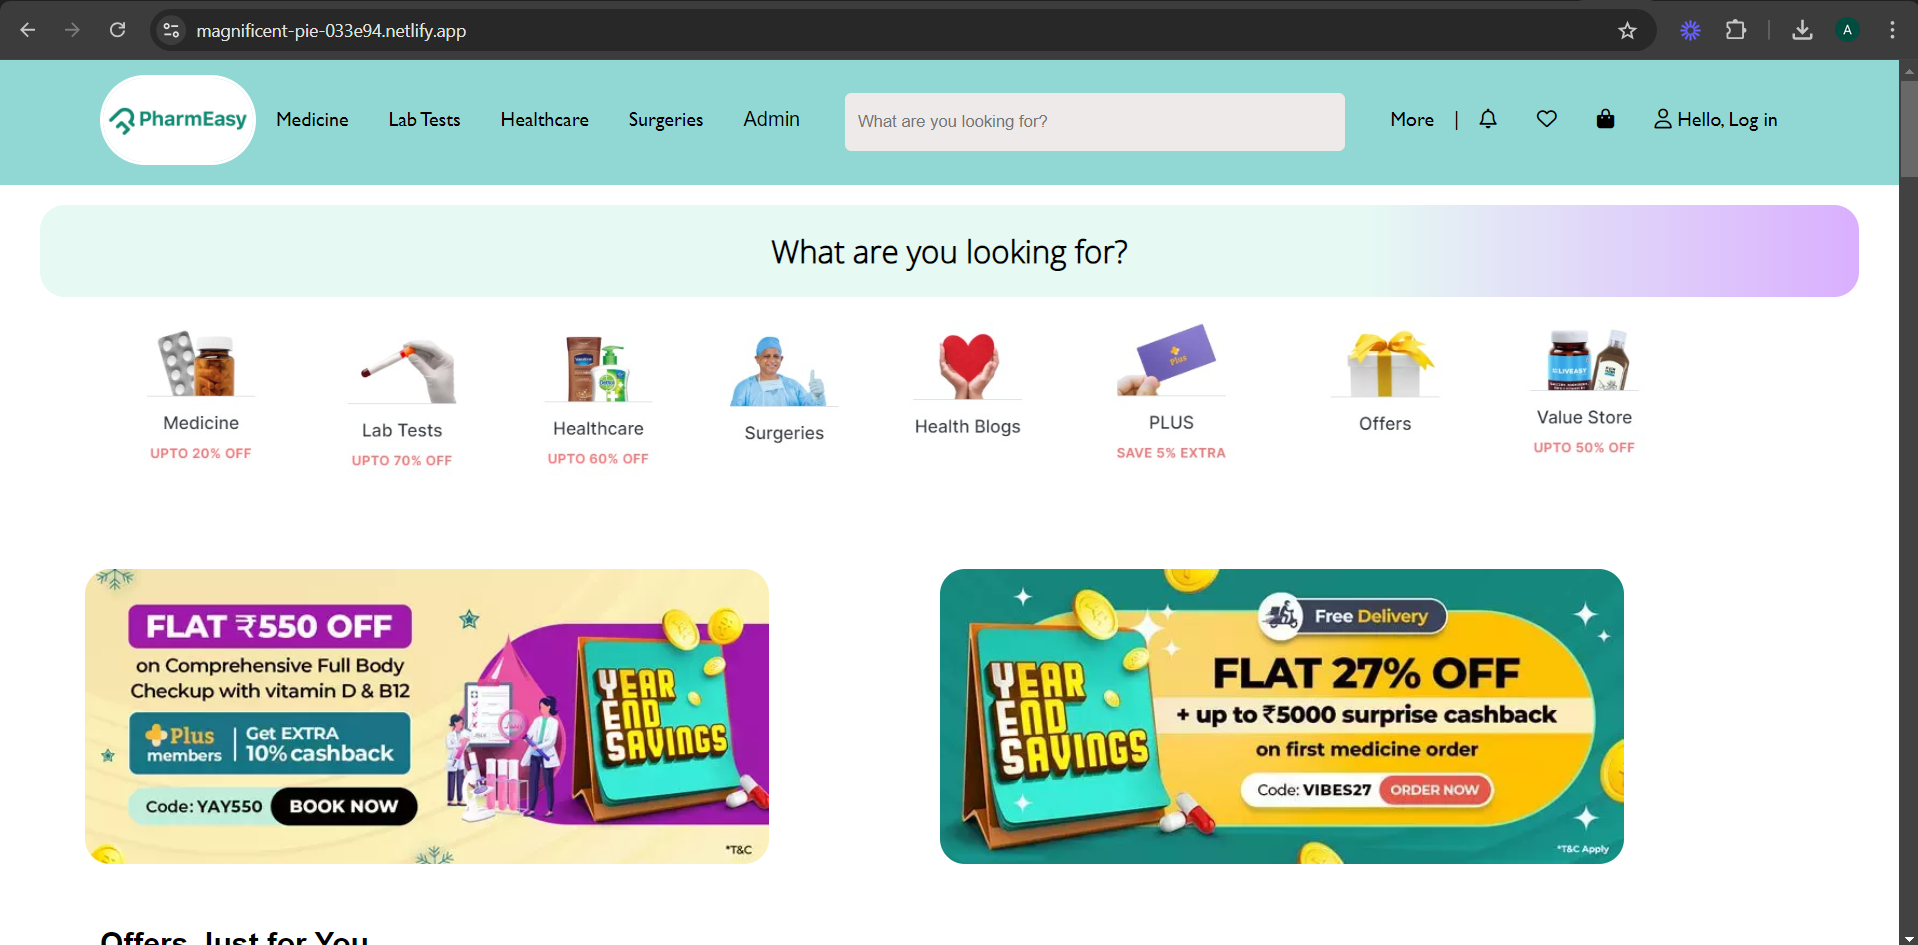 magnificent-pie-033e94.netlify.app
A
PharmEasy
Medicine
Lab Tests
Healthcare
Surgeries
Admin
What are you looking for?
More |
Hello, Log in
What are you looking for?
Medicine
UPTO 20% OFF
Lab Tests
UPTO 70% OFF
Healthcare
UPTO 60% OFF
Surgeries
Health Blogs
Plus
PLUS
SAVE 5% EXTRA
Offers
LIVEASY
Value Store
UPTO 50% OFF
FLAT ₹550 OFF
on Comprehensive Full Body
Checkup with vitamin D & B12
Plus
members
Get EXTRA
10% cashback
Code: YAY550
BOOK NOW
YEAR
END
SAVINGS
*T&C
YEAR
END
SAVINGS
Free Delivery
FLAT 27% OFF
+ up to ₹5000 surprise cashback
on first medicine order
Code: VIBES27
ORDER NOW
*T&C Apply
Offers Just for You